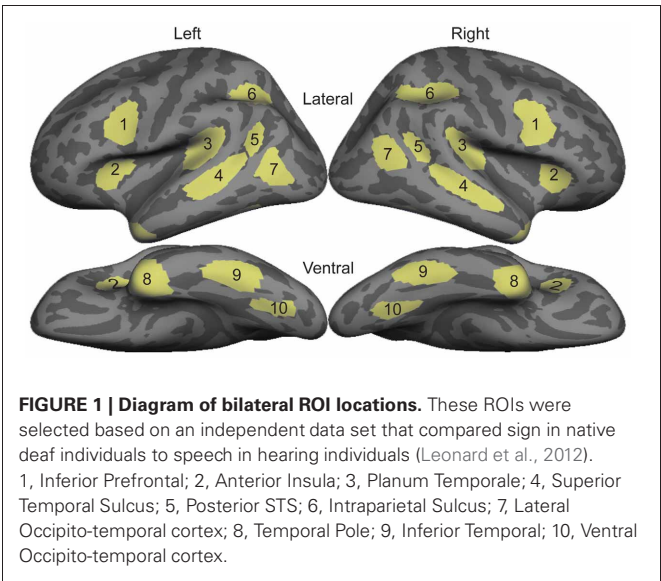 Left
Right
Lateral
1
2
3
4
5
6
7
6
7
5
3
4
1
2
Ventral
2
8
9
10
9
10
8
2
FIGURE 1 | Diagram of bilateral ROI locations. These ROIs were
selected based on an independent data set that compared sign in native
deaf individuals to speech in hearing individuals (Leonard et al., 2012).
1, Inferior Prefrontal; 2, Anterior Insula; 3, Planum Temporale; 4, Superior
Temporal Sulcus; 5, Posterior STS; 6, Intraparietal Sulcus; 7, Lateral
Occipito-temporal cortex; 8, Temporal Pole; 9, Inferior Temporal; 10, Ventral
Occipito-temporal cortex.